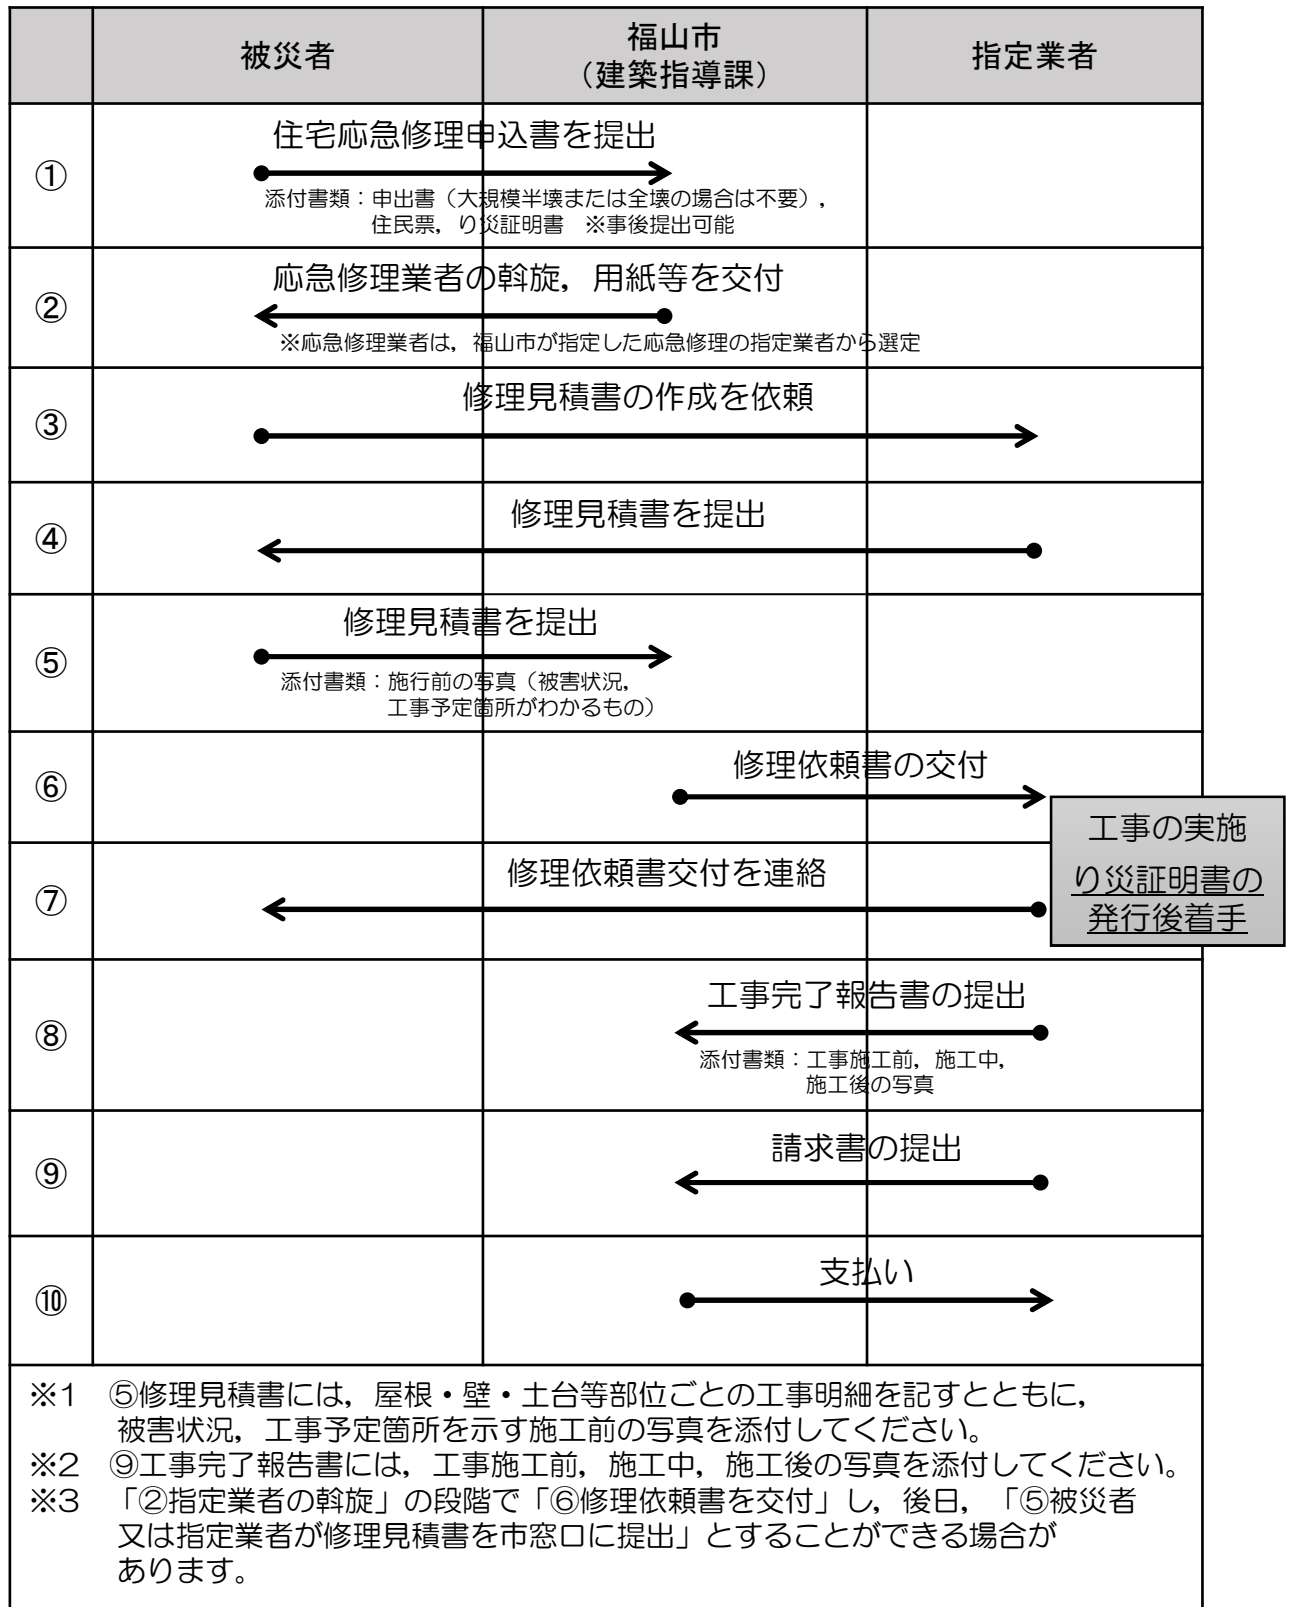 被災者
福山市
（建築指導課）
指定業者
①
住宅応急修理申込書を提出
添付書類：申出書（大規模半壊または全壊の場合は不要），
住民票，り災証明書　※事後提出可能
②
応急修理業者の斡旋，用紙等を交付
※応急修理業者は，福山市が指定した応急修理の指定業者から選定
③
修理見積書の作成を依頼
④
修理見積書を提出
⑤
修理見積書を提出
添付書類：施行前の写真（被害状況，
工事予定箇所がわかるもの）
⑥
修理依頼書の交付
工事の実施
り災証明書の
発行後着手
⑦
修理依頼書交付を連絡
⑧
工事完了報告書の提出
添付書類：工事施工前，施工中，
施工後の写真
⑨
請求書の提出
⑩
支払い
※1　⑤修理見積書には，屋根・壁・土台等部位ごとの工事明細を記すとともに，
被害状況，工事予定箇所を示す施工前の写真を添付してください。
※2　⑨工事完了報告書には，工事施工前，施工中，施工後の写真を添付してください。
※3　「②指定業者の斡旋」の段階で「⑥修理依頼書を交付」し，後日，「⑤被災者
又は指定業者が修理見積書を市窓口に提出」とすることができる場合が
あります。